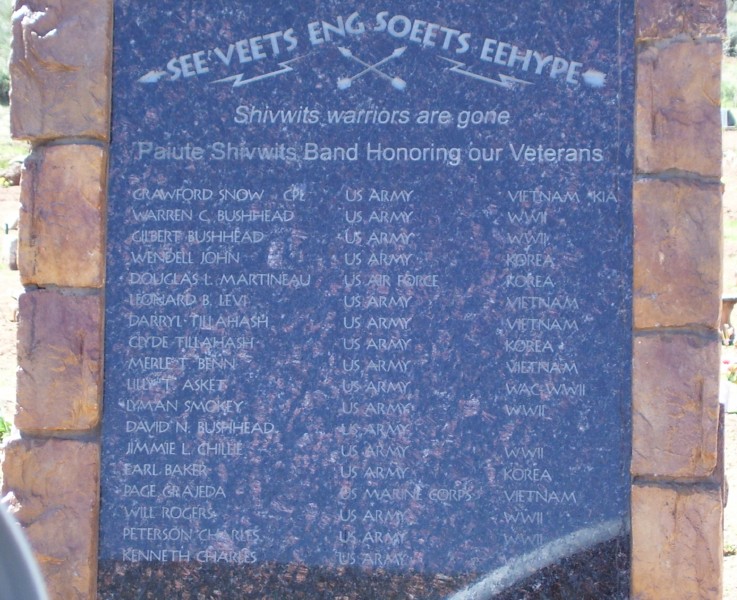 SEE'VEETS ENG SOEETS EEHYPE
Shivwits warriors are gone
Paiute Shivwits Band Honoring our Veterans
CRAWFORD SNOW CPL US ARMY VIETNAM KIA
WARREN C. BUSHHEAD US ARMY WWII
GILBERT BUSHHEAD US ARMY WWII
WENDELL JOHN US ARMY KOREA
DOUGLAS L. MARTINEAU US AIR FORCE KOREA
LEONARD B. LEVI US ARMY VIETNAM
DARRYL TILLAHASH US ARMY VIETNAM
CLYDE TILLAHASH US ARMY KOREA
MERLE T. BENN US ARMY VIETNAM
LILLY T. ASKET US ARMY WAC-WWII
LYMAN SMOKEY US ARMY WWII
DAVID N. BUSHHEAD US ARMY
JIMMIE L. CHILLE US ARMY WWII
EARL BAKER US ARMY KOREA
PAGE GRAJEDA US MARINE CORPS VIETNAM
WILL ROGERS US ARMY WWII
PETERSON CHARLES US ARMY WWII
KENNETH CHARLES US ARMY